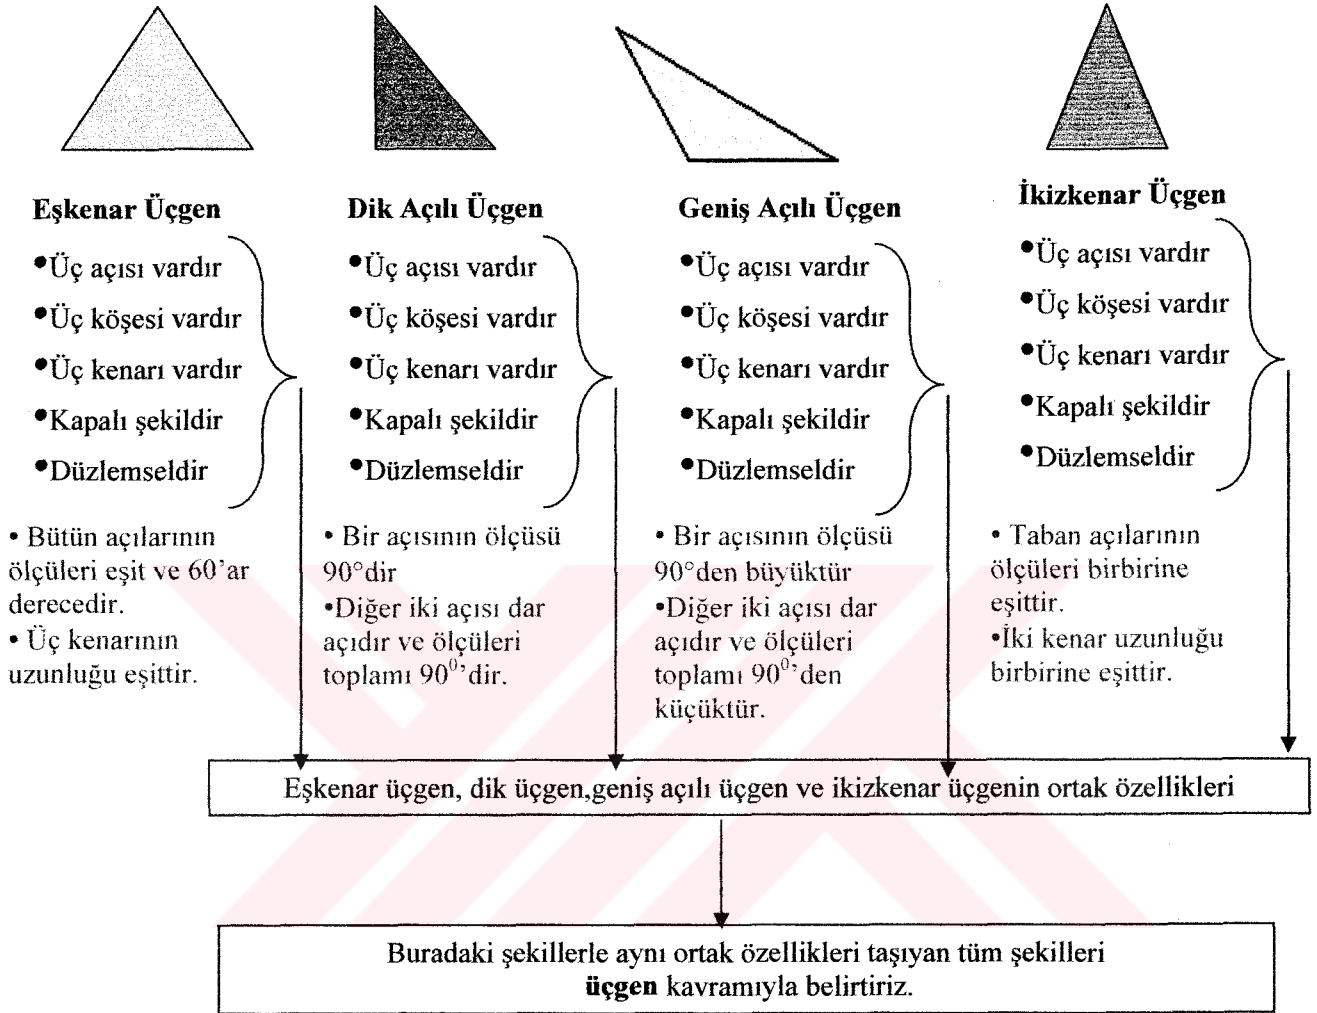 Eşkenar Üçgen
•Üç açısı vardır
•Üç köşesi vardır
•Üç kenarı vardır
•Kapalı şekildir
•Düzlemseldir
• Bütün açılarının
ölçüleri eşit ve 60’ar
derecedir.
• Üç kenarının
uzunluğu eşittir.
Dik Açılı Üçgen
•Üç açısı vardır
•Üç köşesi vardır
•Üç kenarı vardır
•Kapalı şekildir
•Düzlemseldir
• Bir açısının ölçüsü
90°dir
•Diğer iki açısı dar
açıdır ve ölçüleri
toplamı 90⁰’dir.
Geniş Açılı Üçgen
•Üç açısı vardır
•Üç köşesi vardır
•Üç kenarı vardır
•Kapalı şekildir
•Düzlemseldir
• Bir açısının ölçüsü
90°den büyüktür
•Diğer iki açısı dar
açıdır ve ölçüleri
toplamı 90⁰’den
küçüktür.
İkizkenar Üçgen
•Üç açısı vardır
•Üç köşesi vardır
•Üç kenarı vardır
•Kapalı şekildir
•Düzlemseldir
• Taban açılarının
ölçüleri birbirine
eşittir.
•İki kenar uzunluğu
birbirine eşittir.
Eşkenar üçgen, dik üçgen,geniş açılı üçgen ve ikizkenar üçgenin ortak özellikleri
Buradaki şekillerle aynı ortak özellikleri taşıyan tüm şekilleri
üçgen kavramıyla belirtiriz.